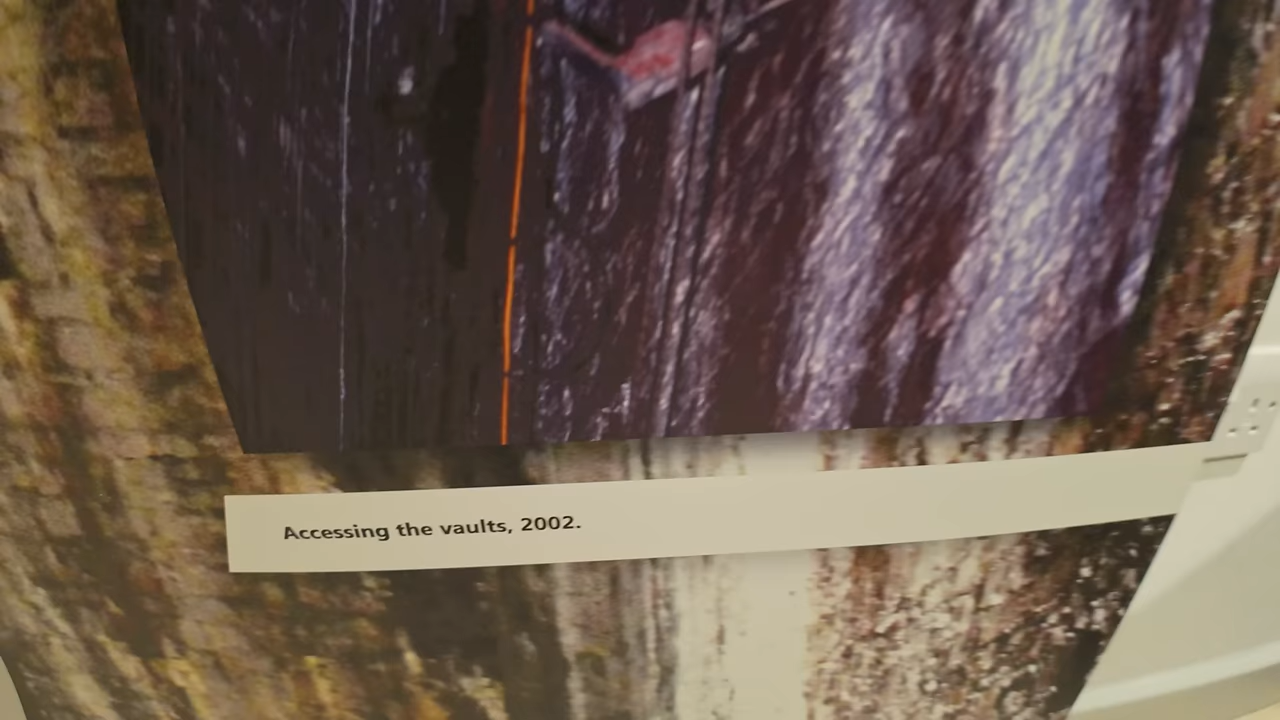 Accessing the vaults, 2002.